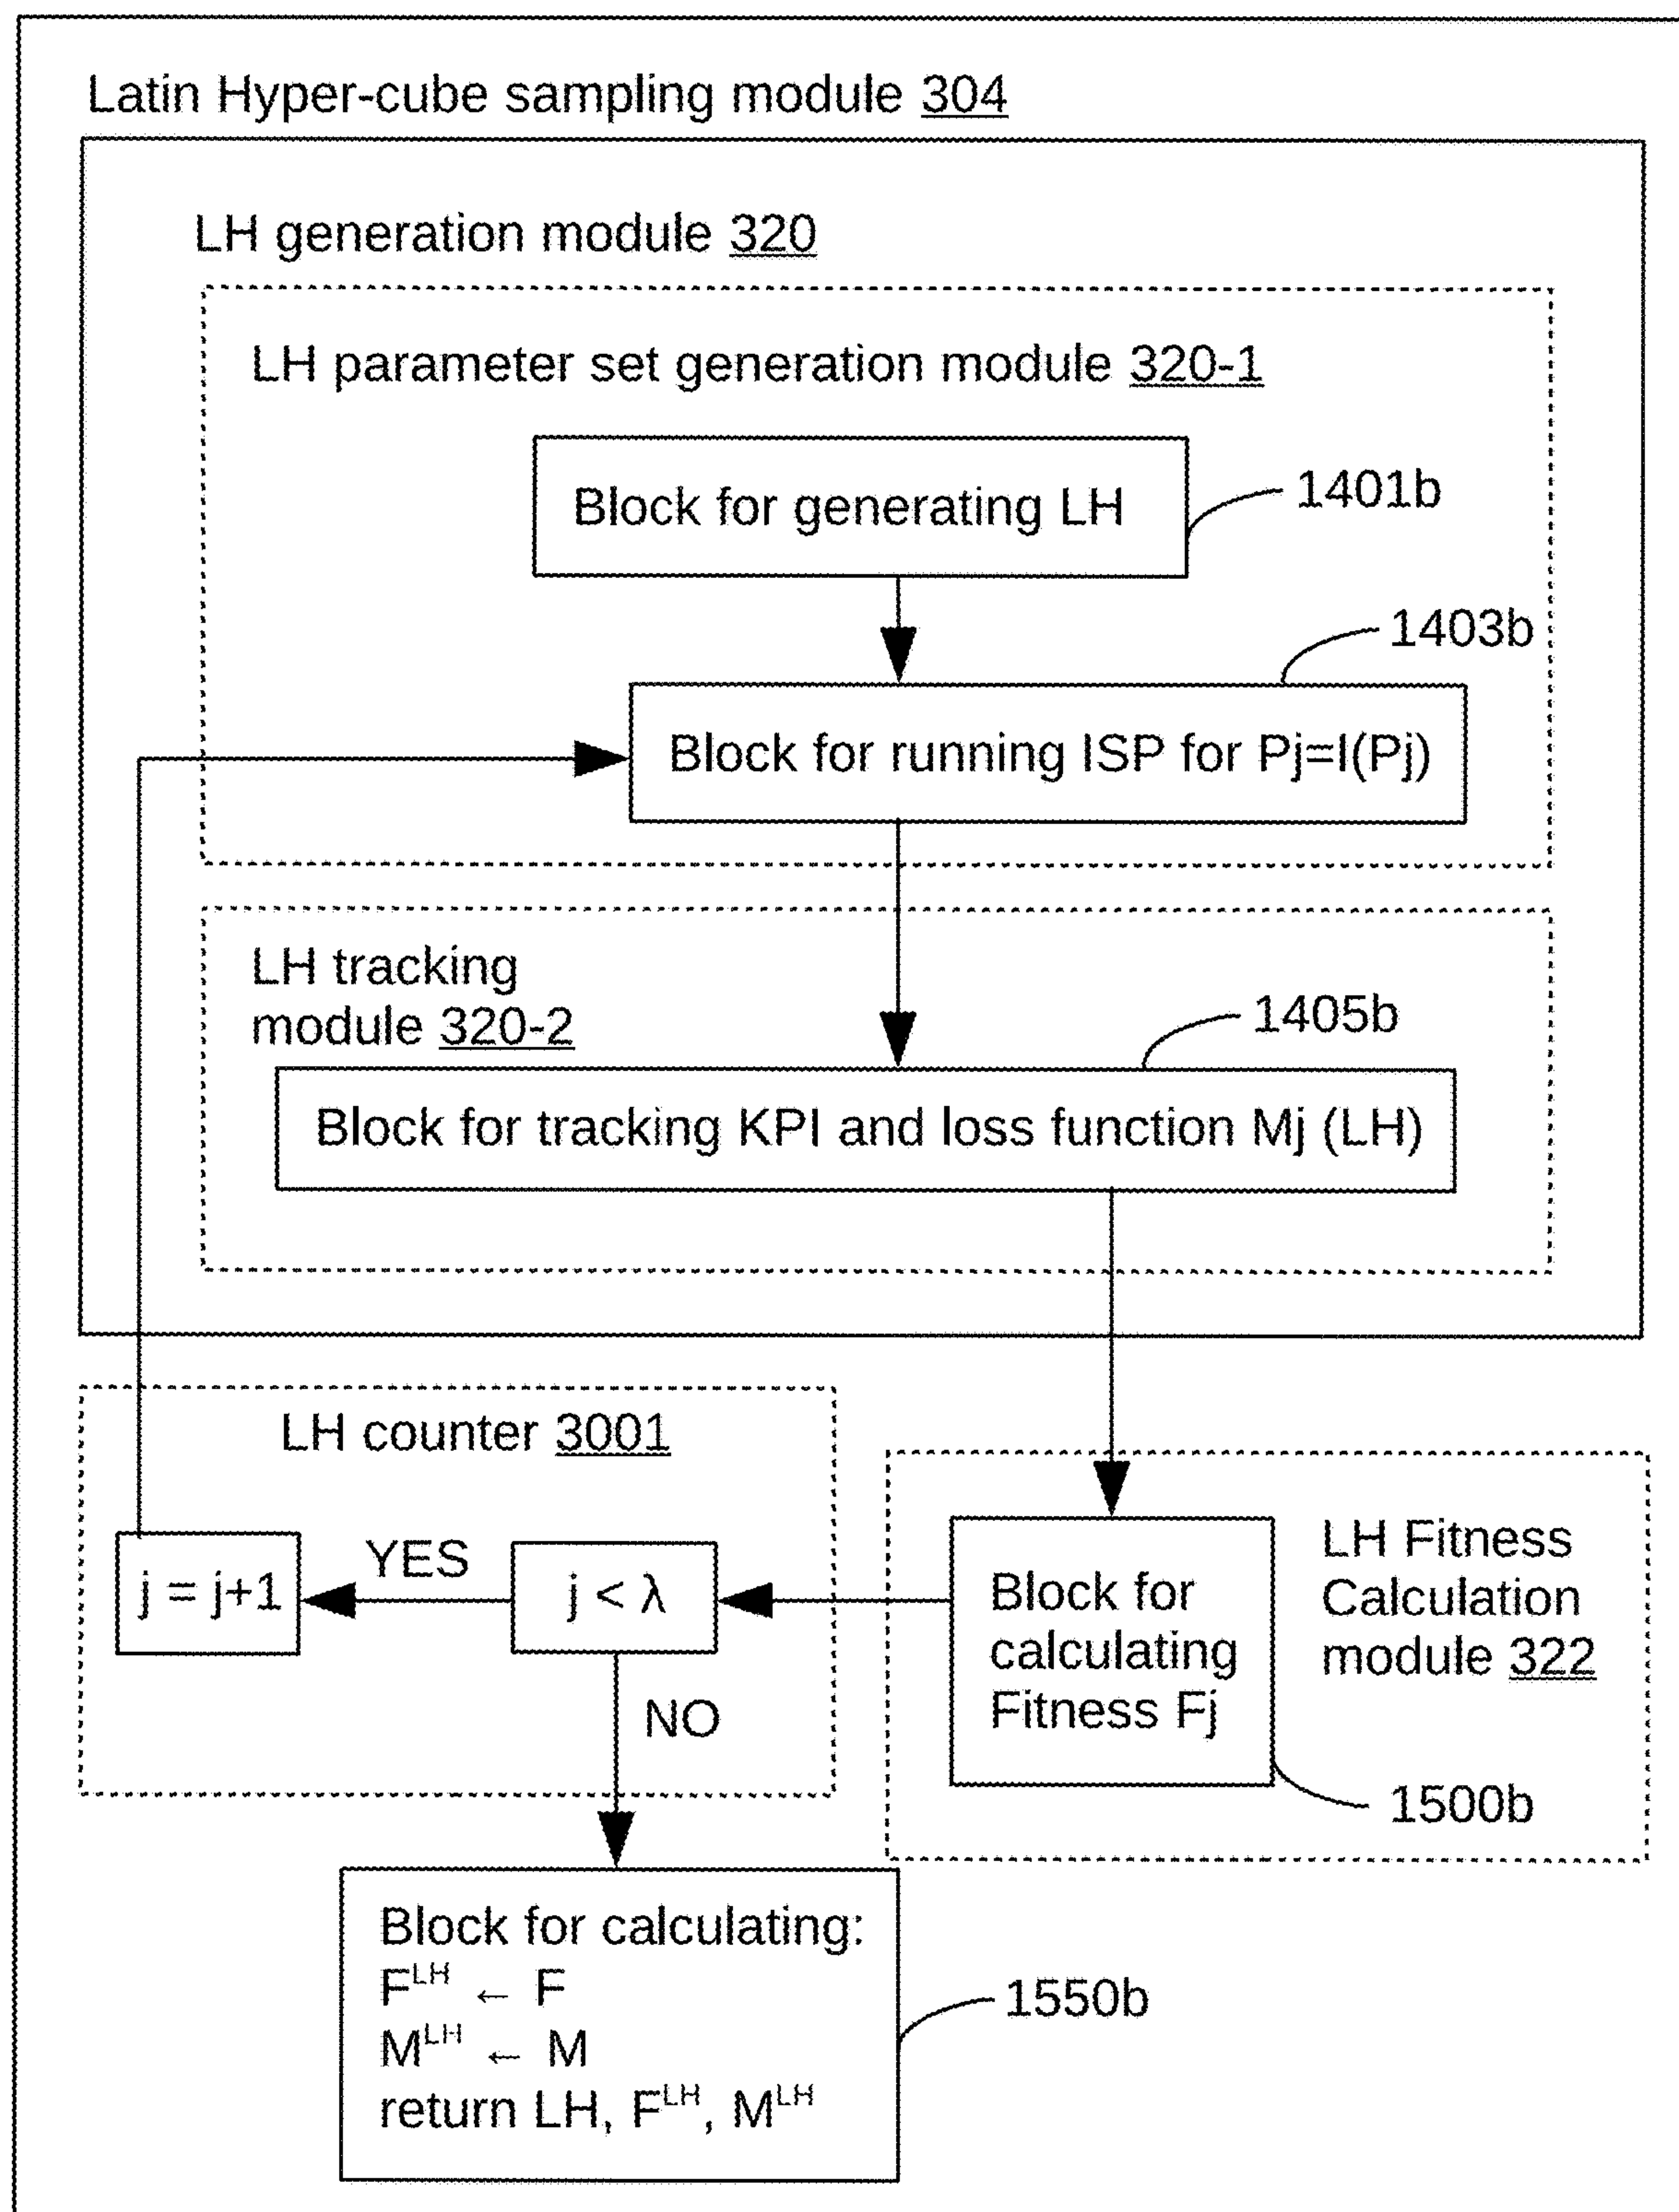 Latin Hyper-cube sampling module 304
LH generation module 320
LH parameter set generation module 320-1
Block for generating LH
1401b
1403b
Block for running ISP for Pj=I(Pj)
LH tracking
module 320-2
1405b
Block for tracking KPI and loss function Mj (LH)
LH counter 3001
j = j+1
YES
j < λ
NO
Block for
calculating
Fitness Fj
LH Fitness
Calculation
module 322
1500b
Block for calculating:
F^LH ← F
M^LH ← M
return LH, F^LH, M^LH
1550b